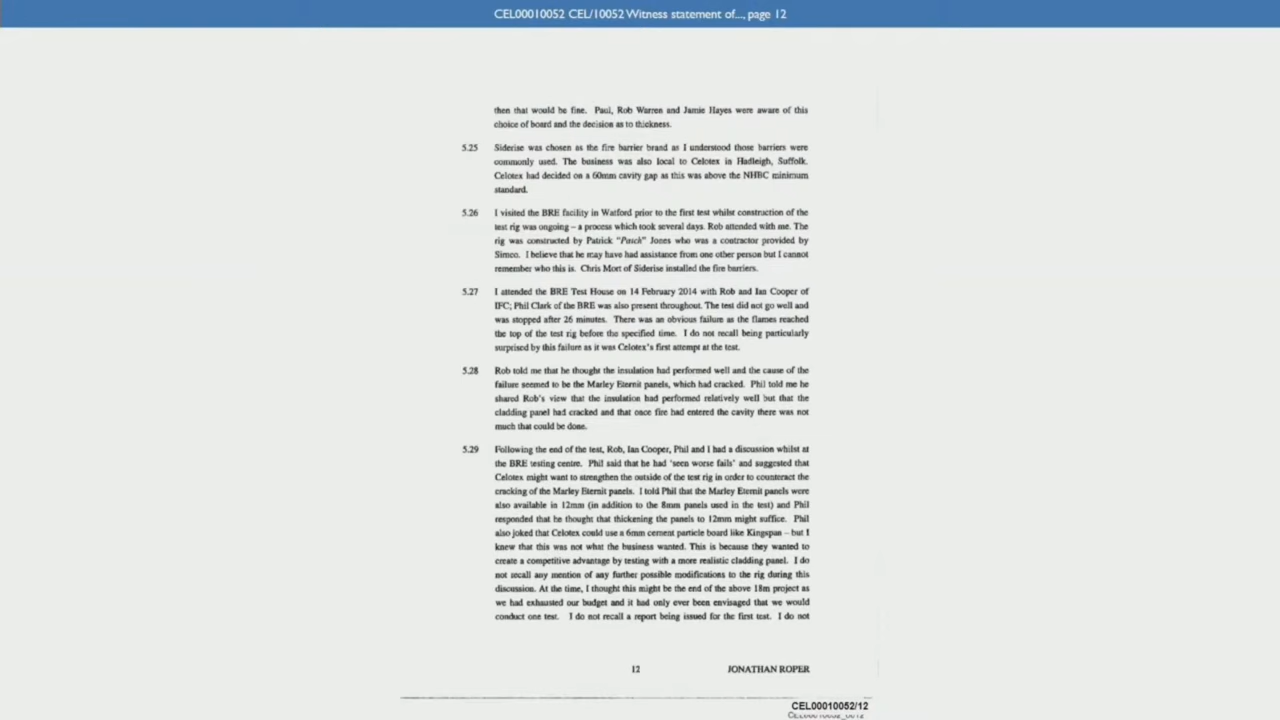 CEL00010052 CEL/10052 Witness statement of..., page 12
then that would be fine. Paul, Rob Warren and Jamie Hayes were aware of this
choice of board and the decision as to thickness.
5.25 Siderise was chosen as the fire barrier brand as I understood those barriers were
commonly used. The business was also local to Celotex in Hadleigh, Suffolk.
Celotex had decided on a 60mm cavity gap as this was above the NHBC minimum
standard.
5.26 I visited the BRE facility in Watford prior to the first test whilst construction of the
test rig was ongoing – a process which took several days. Rob attended with me. The
rig was constructed by Patrick "Pasch" Jones who was a contractor provided by
Simco. I believe that he may have had assistance from one other person but I cannot
remember who this is. Chris Mort of Siderise installed the fire barriers.
5.27 I attended the BRE Test House on 14 February 2014 with Rob and Ian Cooper of
IFC; Phil Clark of the BRE was also present throughout. The test did not go well and
was stopped after 26 minutes. There was an obvious failure as the flames reached
the top of the test rig before the specified time. I do not recall being particularly
surprised by this failure as it was Celotex's first attempt at the test.
5.28 Rob told me that he thought the insulation had performed well and the cause of the
failure seemed to be the Marley Eternit panels, which had cracked. Phil told me he
shared Rob's view that the insulation had performed relatively well but that the
cladding panel had cracked and that once fire had entered the cavity there was not
much that could be done.
5.29 Following the end of the test, Rob, Ian Cooper, Phil and I had a discussion whilst at
the BRE testing centre. Phil said that he had 'seen worse fails' and suggested that
Celotex might want to strengthen the outside of the test rig in order to counteract the
cracking of the Marley Eternit panels. I told Phil that the Marley Eternit panels were
also available in 12mm (in addition to the 8mm panels used in the test) and Phil
responded that he thought that thickening the panels to 12mm might suffice. Phil
also joked that Celotex could use a 6mm cement particle board like Kingspan – but I
knew that this was not what the business wanted. This is because they wanted to
create a competitive advantage by testing with a more realistic cladding panel. I do
not recall any mention of any further possible modifications to the rig during this
discussion. At the time, I thought this might be the end of the above 18m project as
we had exhausted our budget and it had only ever been envisaged that we would
conduct one test. I do not recall a report being issued for the first test. I do not
12 JONATHAN ROPER
CEL00010052/12
CEL00010052_0012